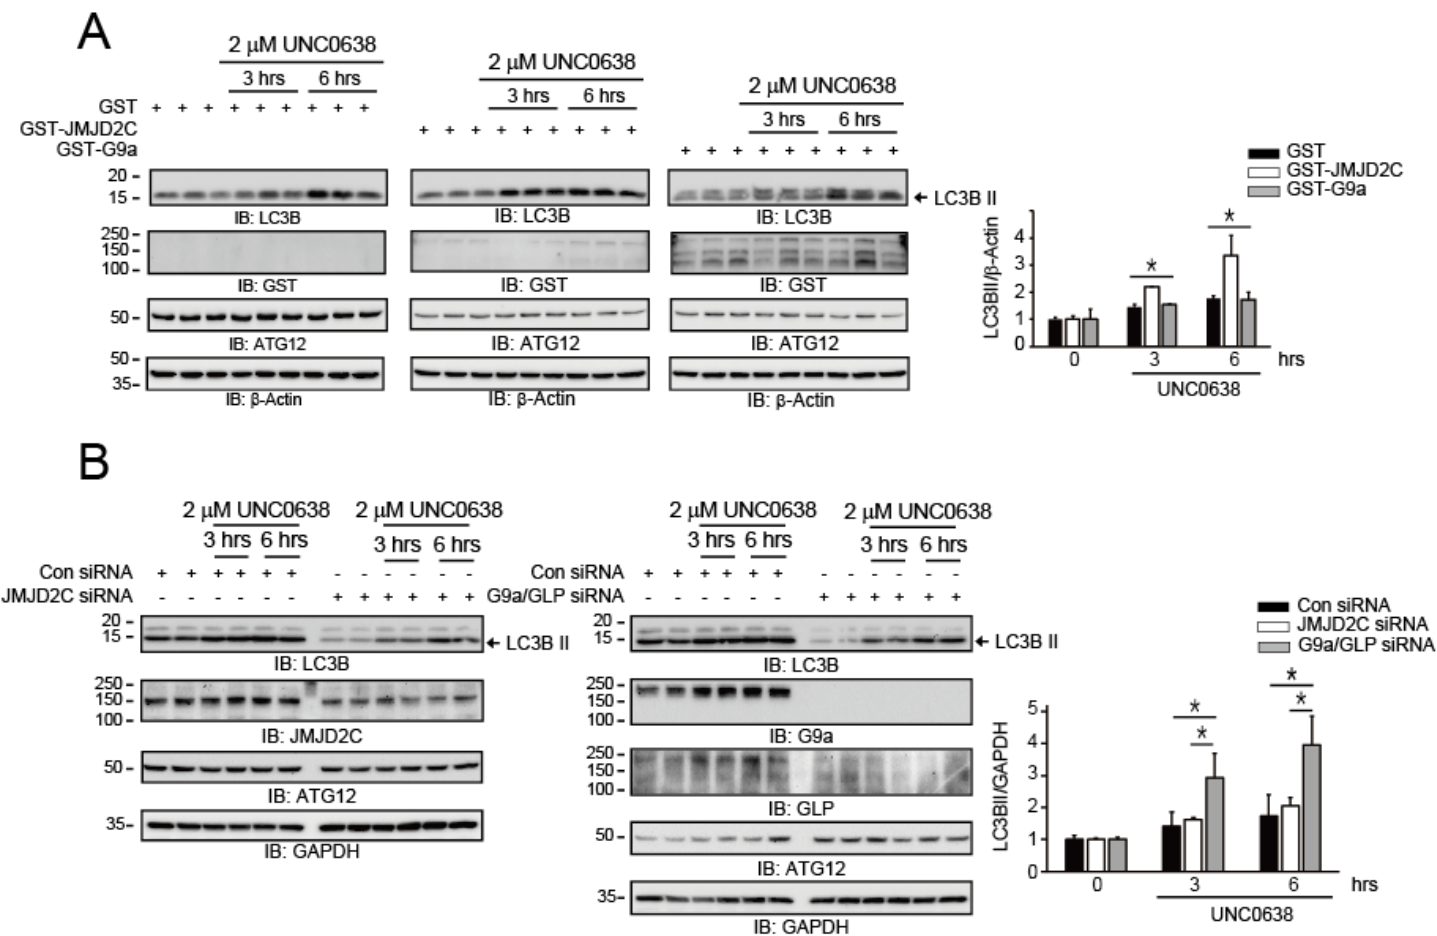 A
2 μM UNC0638
3 hrs 6 hrs
GST + + + + + + + + +
2 μM UNC0638
3 hrs 6 hrs
GST-JMJD2C + + + + + + + + +
2 μM UNC0638
3 hrs 6 hrs
GST-G9a + + + + + + + + +
20
15
IB: LC3B IB: LC3B IB: LC3B
← LC3B II
250
150
100
IB: GST IB: GST IB: GST
50
IB: ATG12 IB: ATG12 IB: ATG12
50
35
IB: β-Actin IB: β-Actin IB: β-Actin
GST
GST-JMJD2C
GST-G9a
LC3BII/β-Actin
4
3
2
1
0
* *
0 3 6 hrs
UNC0638
B
2 μM UNC0638 2 μM UNC0638
3 hrs 6 hrs 3 hrs 6 hrs
Con siRNA + + + + + + - - - - - -
JMJD2C siRNA - - - - - - + + + + + +
20
15
← LC3B II
IB: LC3B
250
150
100
IB: JMJD2C
50
IB: ATG12
35
IB: GAPDH
2 μM UNC0638 2 μM UNC0638
3 hrs 6 hrs 3 hrs 6 hrs
Con siRNA + + + + + + - - - - - -
G9a/GLP siRNA - - - - - - + + + + + +
20
15
← LC3B II
IB: LC3B
250
150
100
IB: G9a
250
150
100
IB: GLP
50
IB: ATG12
35
IB: GAPDH
Con siRNA
JMJD2C siRNA
G9a/GLP siRNA
LC3BII/GAPDH
5
4
3
2
1
0
* * * *
0 3 6 hrs
UNC0638